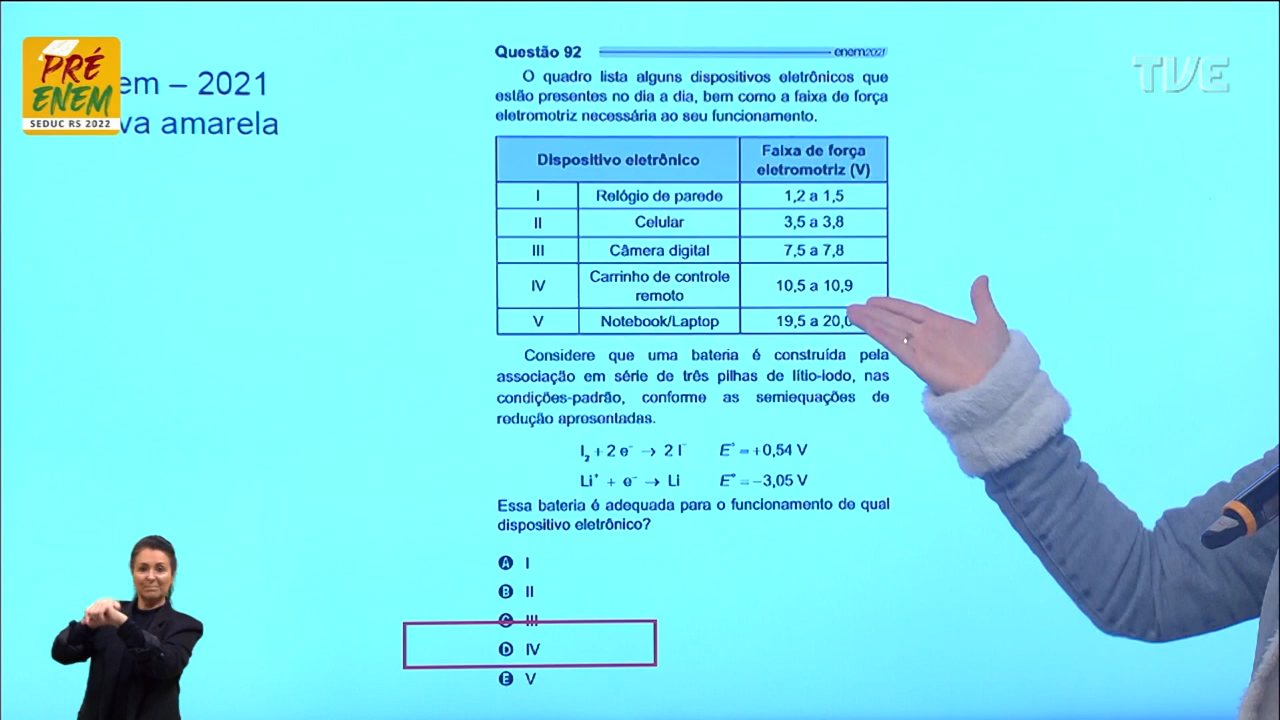 PRÉ
ENEM
SEDUC RS 2022
em – 2021
va amarela
TVE
Questão 92
enem2021
O quadro lista alguns dispositivos eletrônicos que
estão presentes no dia a dia, bem como a faixa de força
eletromotriz necessária ao seu funcionamento.
Dispositivo eletrônico
Faixa de força
eletromotriz (V)
I Relógio de parede 1,2 a 1,5
II Celular 3,5 a 3,8
III Câmera digital 7,5 a 7,8
IV Carrinho de controle
remoto 10,5 a 10,9
V Notebook/Laptop 19,5 a 20,0
Considere que uma bateria é construída pela
associação em série de três pilhas de lítio-iodo, nas
condições-padrão, conforme as semiequações de
redução apresentadas.
I₂ + 2 e⁻ → 2 I⁻ E° = +0,54 V
Li⁺ + e⁻ → Li E° = −3,05 V
Essa bateria é adequada para o funcionamento de qual
dispositivo eletrônico?
A I
B II
C III
D IV
E V